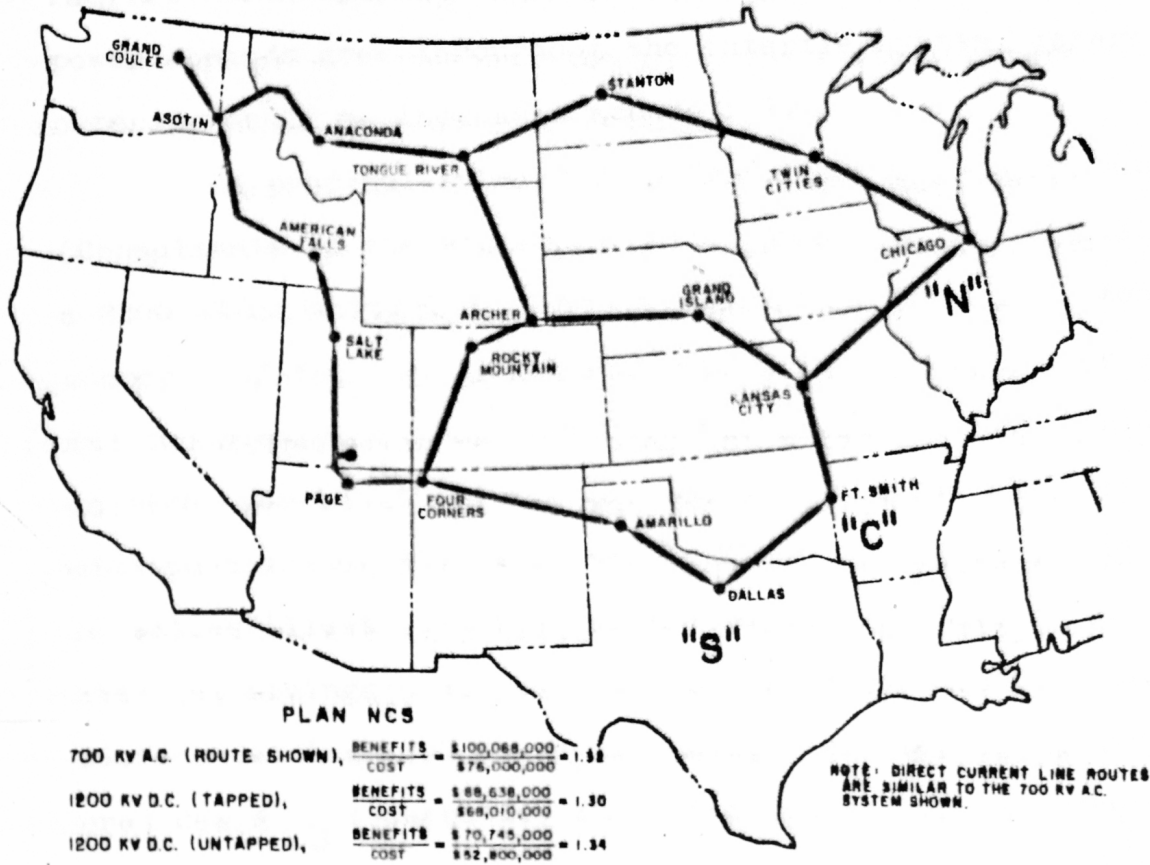 GRAND
COULEE
STANTON
ASOTIN
ANACONDA
TONGUE RIVER
TWIN
CITIES
AMERICAN
FALLS
CHICAGO
"N"
GRAND
ISLAND
ARCHER
SALT
LAKE
ROCKY
MOUNTAIN
KANSAS
CITY
PAGE
FOUR
CORNERS
FT. SMITH
AMARILLO
"C"
DALLAS
"S"
PLAN NCS
700 KV A.C. (ROUTE SHOWN), BENEFITS / COST = $100,068,000 / $76,000,000 = 1.32
1200 KV D.C. (TAPPED), BENEFITS / COST = $88,638,000 / $68,010,000 = 1.30
1200 KV D.C. (UNTAPPED), BENEFITS / COST = $70,745,000 / $52,800,000 = 1.34
NOTE: DIRECT CURRENT LINE ROUTES
ARE SIMILAR TO THE 700 KV A.C.
SYSTEM SHOWN.